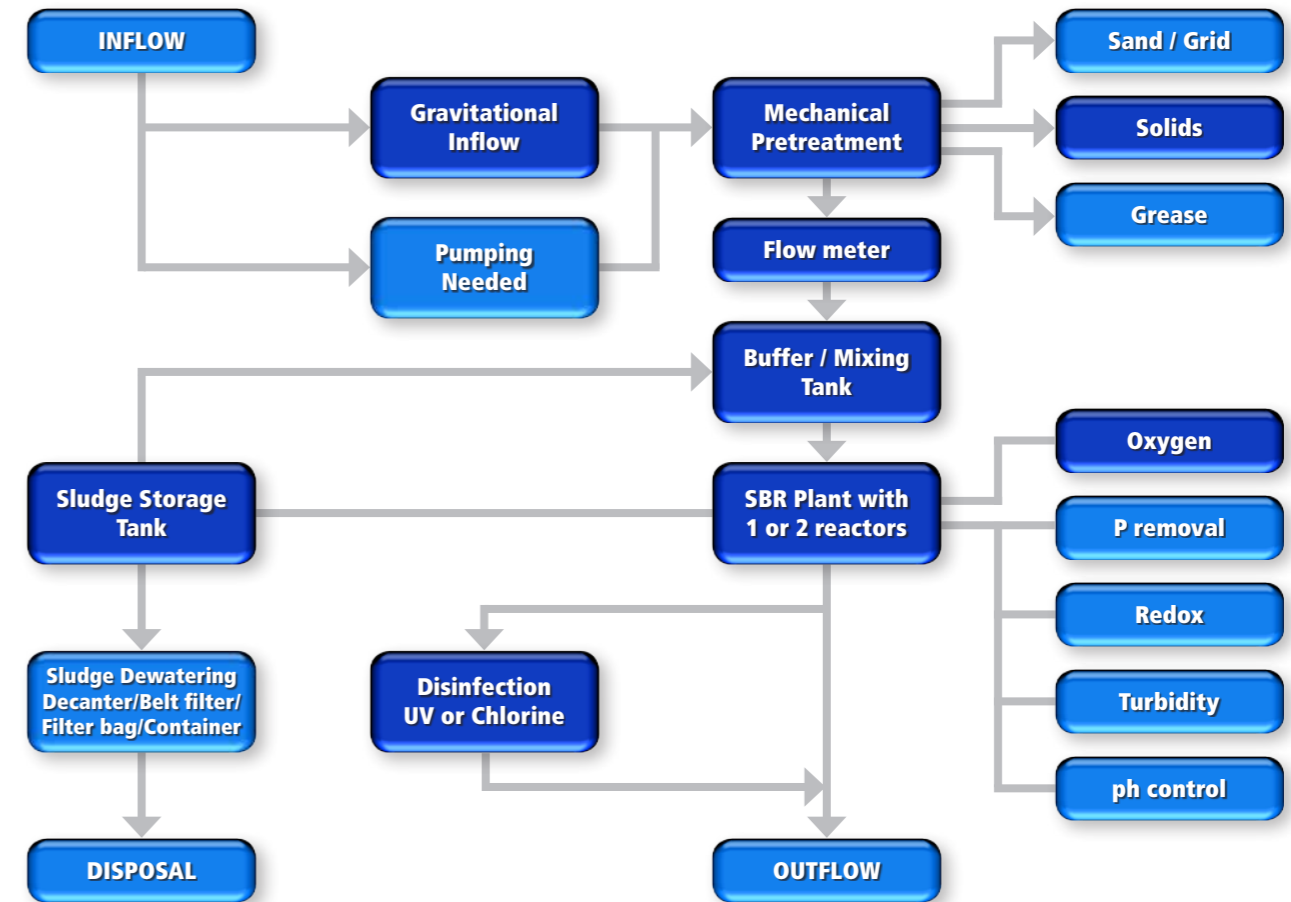 INFLOW
Sand / Grid
Gravitational
Inflow
Mechanical
Pretreatment
Solids
Grease
Pumping
Needed
Flow meter
Buffer / Mixing
Tank
Oxygen
Sludge Storage
Tank
SBR Plant with
1 or 2 reactors
P removal
Redox
Sludge Dewatering
Decanter/Belt filter/
Filter bag/Container
Disinfection
UV or Chlorine
Turbidity
ph control
DISPOSAL
OUTFLOW